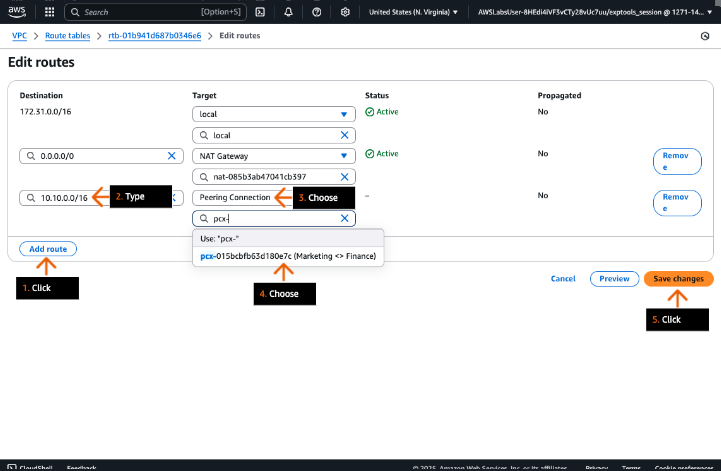 aws
Search [Option+S] United States (N. Virginia) AWSLabsUser-8HEdi4iVF3vCTy28vUc7uu/exptools_session @ 1271-14...
VPC > Route tables > rtb-01b941d687b0346e6 > Edit routes
Edit routes
Destination Target Status Propagated
172.31.0.0/16 local Active No
local
0.0.0.0/0 NAT Gateway Active No Remove
nat-085b3ab47041cb397
10.10.0.0/16 2. Type Peering Connection 3. Choose – No Remove
pcx-
Use: "pcx-"
Add route pcx-015bcbfb63d180e7c (Marketing <> Finance)
Cancel Preview Save changes
1. Click 4. Choose
5. Click
CloudShell Feedback © 2025, Amazon Web Services, Inc. or its affiliates. Privacy Terms Cookie preferences